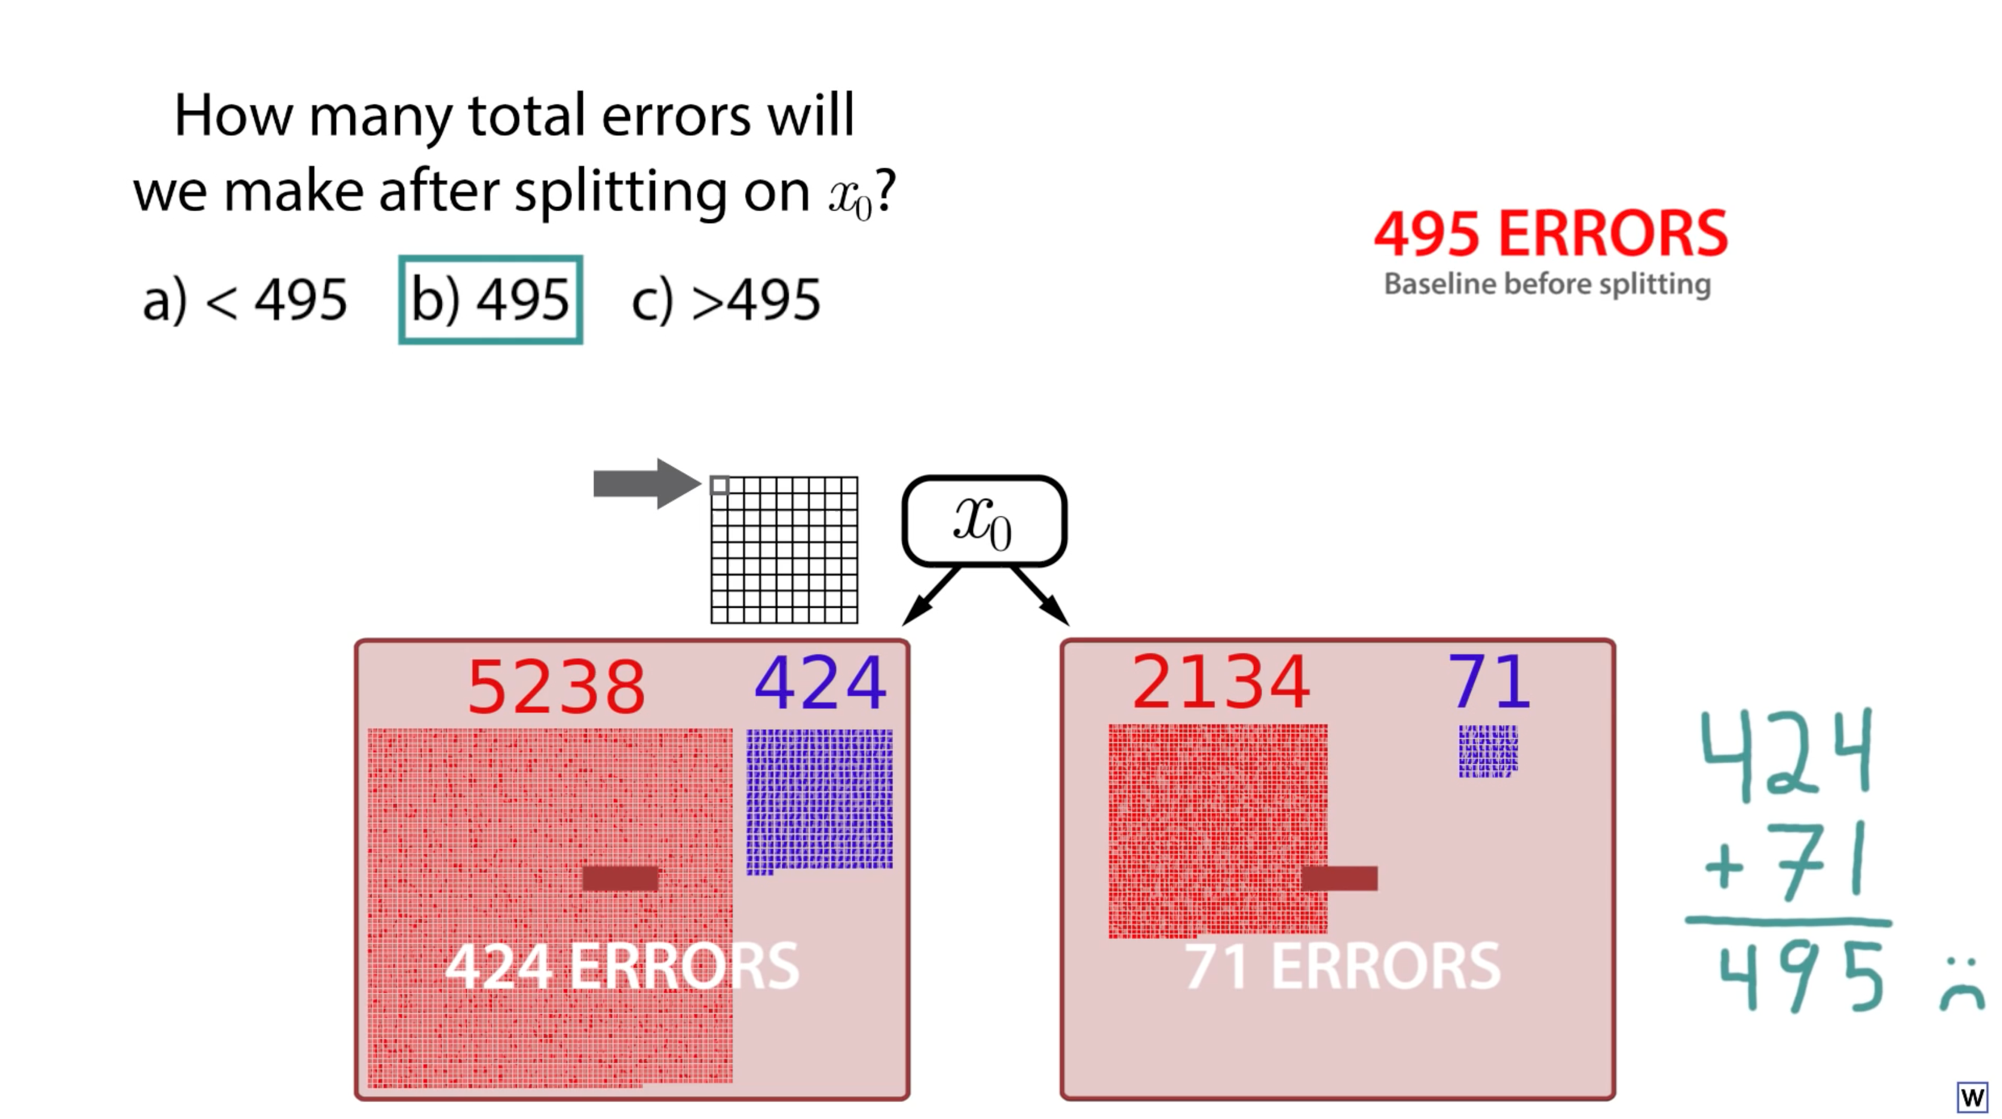 How many total errors will
we make after splitting on x₀?
a) < 495 b) 495 c) >495
495 ERRORS
Baseline before splitting
x₀
5238 424
424 ERRORS
2134 71
71 ERRORS
424
+ 71
495
W